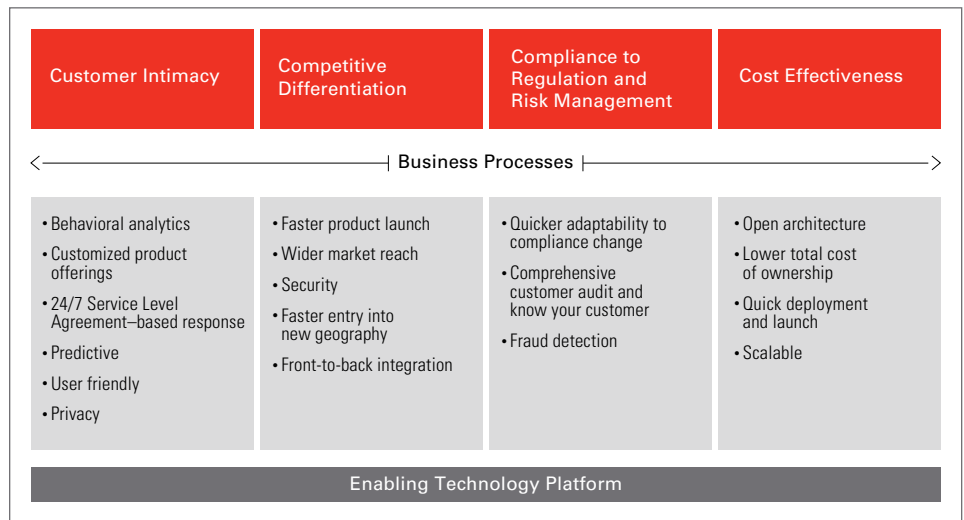 Customer Intimacy
Competitive
Differentiation
Compliance to
Regulation and
Risk Management
Cost Effectiveness
Business Processes
• Behavioral analytics
• Customized product
offerings
• 24/7 Service Level
Agreement–based response
• Predictive
• User friendly
• Privacy
• Faster product launch
• Wider market reach
• Security
• Faster entry into
new geography
• Front-to-back integration
• Quicker adaptability to
compliance change
• Comprehensive
customer audit and
know your customer
• Fraud detection
• Open architecture
• Lower total cost
of ownership
• Quick deployment
and launch
• Scalable
Enabling Technology Platform